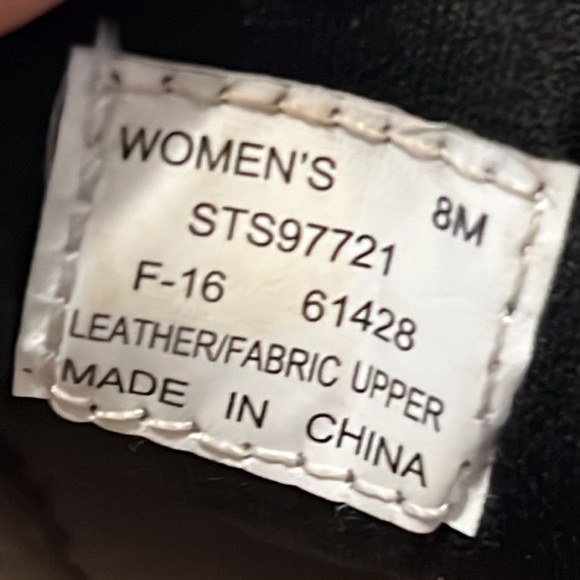 WOMEN'S 8M
STS97721
F-16 61428
LEATHER/FABRIC UPPER
MADE IN CHINA